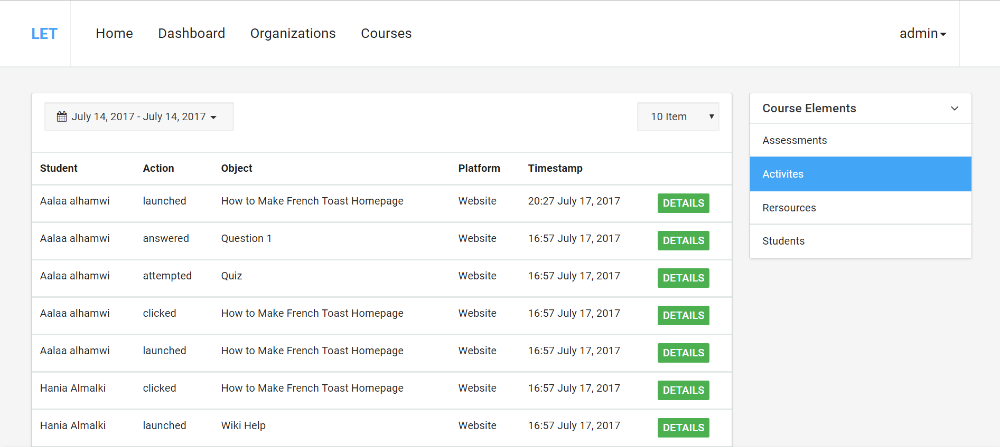 LET Home Dashboard Organizations Courses admin
July 14, 2017 - July 14, 2017 10 Item
Student Action Object Platform Timestamp
Aalaa alhamwi launched How to Make French Toast Homepage Website 20:27 July 17, 2017 DETAILS
Aalaa alhamwi answered Question 1 Website 16:57 July 17, 2017 DETAILS
Aalaa alhamwi attempted Quiz Website 16:57 July 17, 2017 DETAILS
Aalaa alhamwi clicked How to Make French Toast Homepage Website 16:57 July 17, 2017 DETAILS
Aalaa alhamwi launched How to Make French Toast Homepage Website 16:57 July 17, 2017 DETAILS
Hania Almalki clicked How to Make French Toast Homepage Website 16:57 July 17, 2017 DETAILS
Hania Almalki launched Wiki Help Website 16:57 July 17, 2017 DETAILS
Course Elements
Assessments
Activites
Rersources
Students